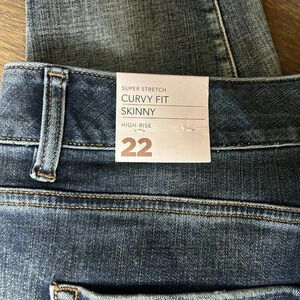 SUPER STRETCH
CURVY FIT
SKINNY
HIGH-RISE
22